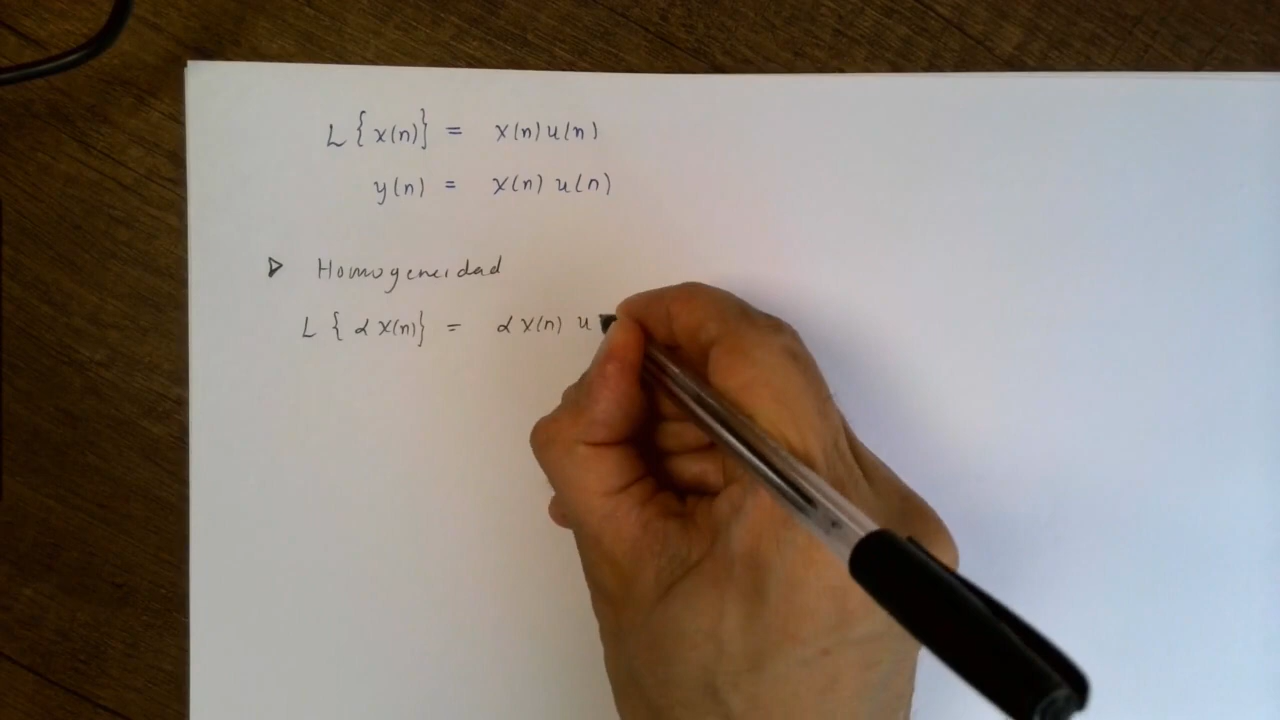 L{x(n)} = x(n)u(n)
y(n) = x(n) u(n)
▷ Homogeneidad
L{αx(n)} = αx(n) u